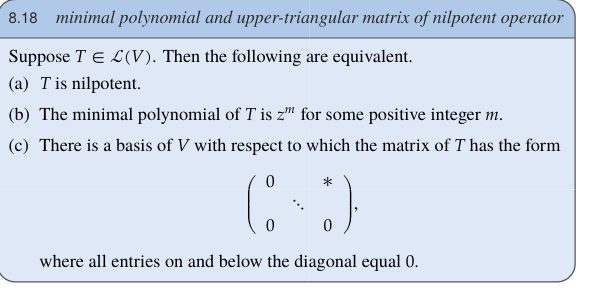 8.18 minimal polynomial and upper-triangular matrix of nilpotent operator
Suppose T ∈ ℒ(V). Then the following are equivalent.
(a) T is nilpotent.
(b) The minimal polynomial of T is zᵐ for some positive integer m.
(c) There is a basis of V with respect to which the matrix of T has the form
( 0 *
⋱
0 0 ),
where all entries on and below the diagonal equal 0.